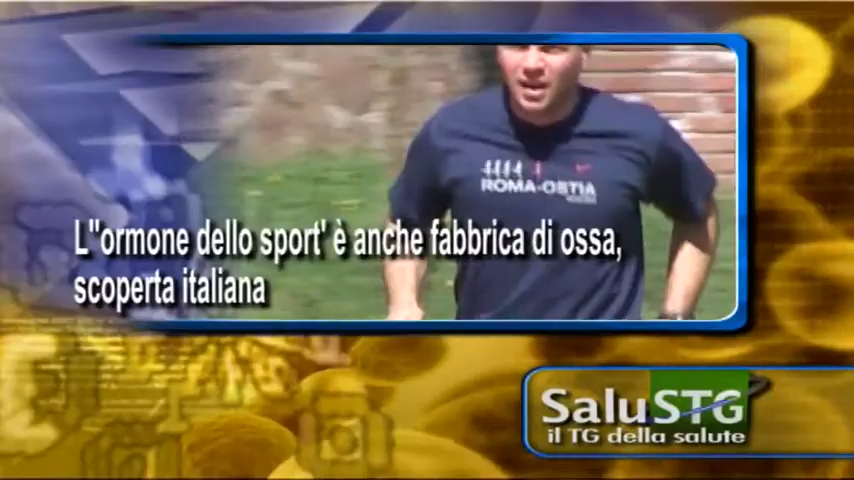 ROMA-OSTIA
L''ormone dello sport' è anche fabbrica di ossa,
scoperta italiana
SaluSTG
il TG della salute